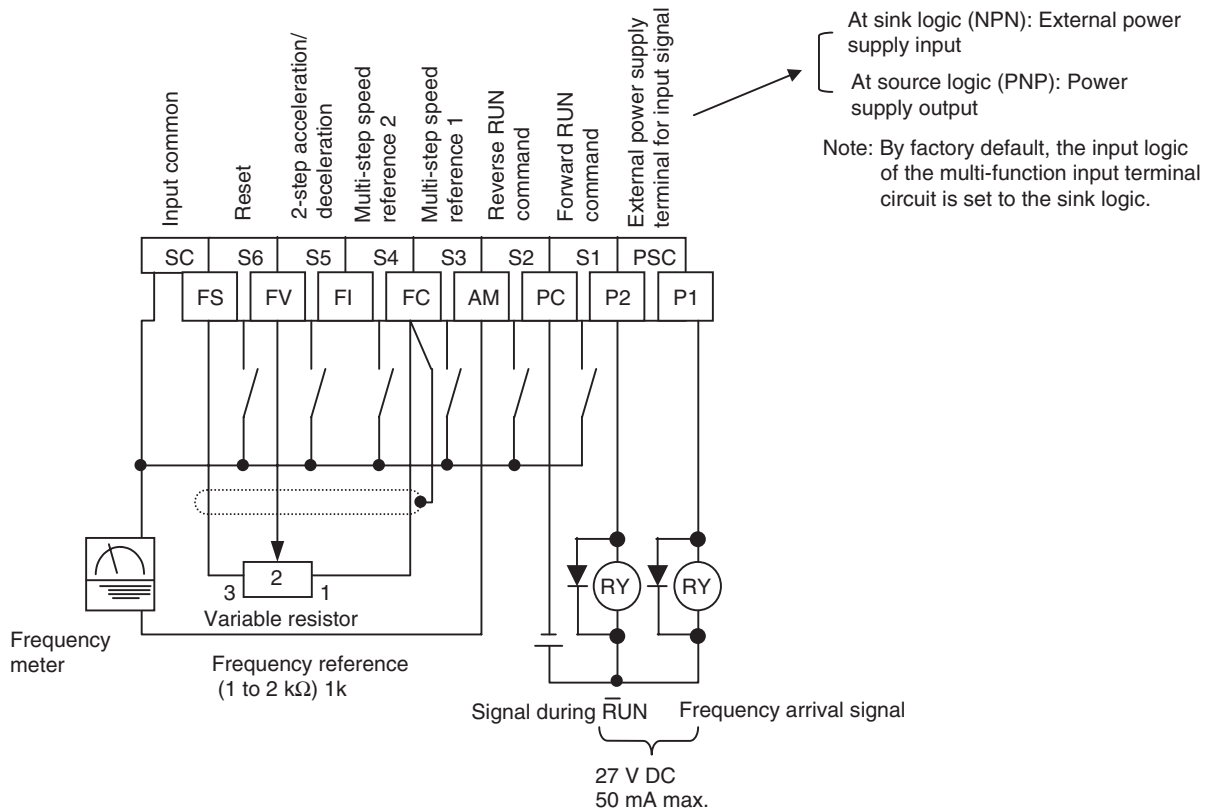 Input common
Reset
2-step acceleration/
deceleration
Multi-step speed
reference 2
Multi-step speed
reference 1
Reverse RUN
command
Forward RUN
command
External power supply
terminal for input signal
At sink logic (NPN): External power
supply input
At source logic (PNP): Power
supply output
Note: By factory default, the input logic
of the multi-function input terminal
circuit is set to the sink logic.
SC S6 S5 S4 S3 S2 S1 PSC
FS FV FI FC AM PC P2 P1
3 2 1
RY RY
Variable resistor
Frequency
meter
Frequency reference
(1 to 2 kΩ) 1k
Signal during RUN Frequency arrival signal
27 V DC
50 mA max.